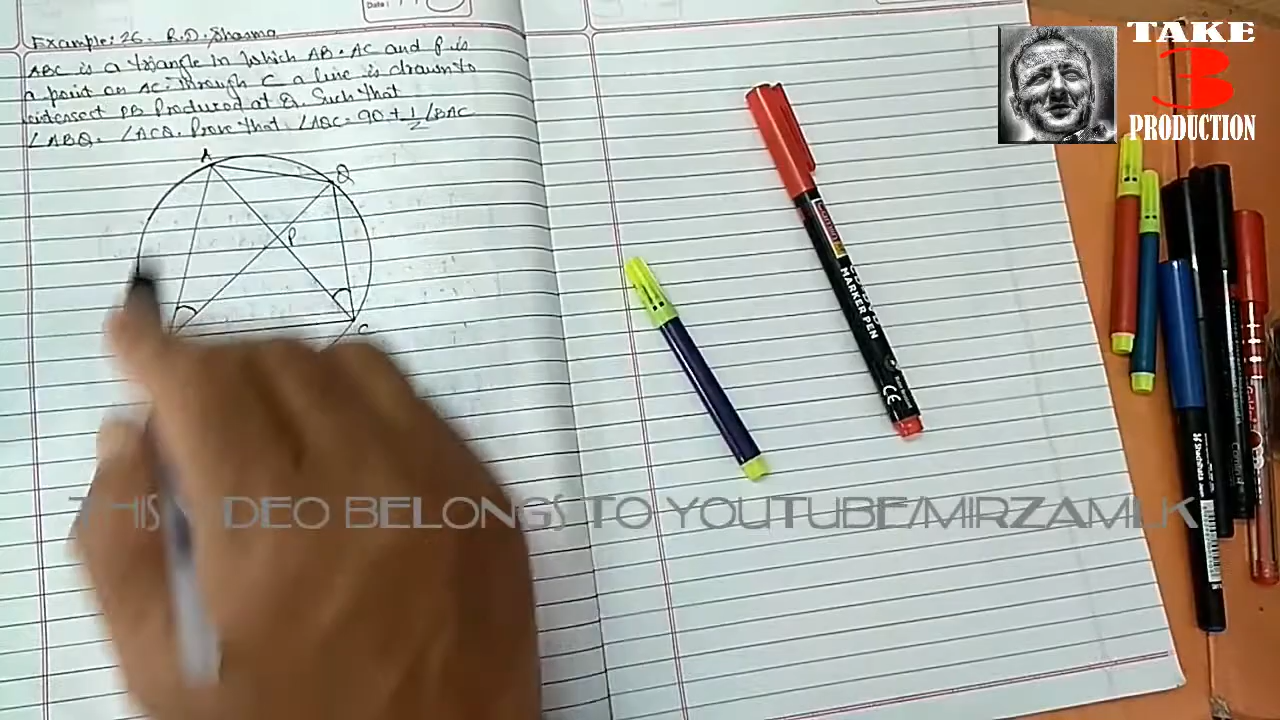 Date:
Example: 26. R.D. Sharma
ABC is a triangle in which AB = AC and P is
a point on AC. Through C a line is drawn to
intersect PB Produced at Q. Such that
∠ABQ = ∠ACQ. Prove that ∠AQC = 90 + 1/2 ∠BAC
A
Q
P
C
TAKE
3
PRODUCTION
MARKER PEN
CE
THIS VIDEO BELONGS TO YOUTUBE/MIRZAMLK